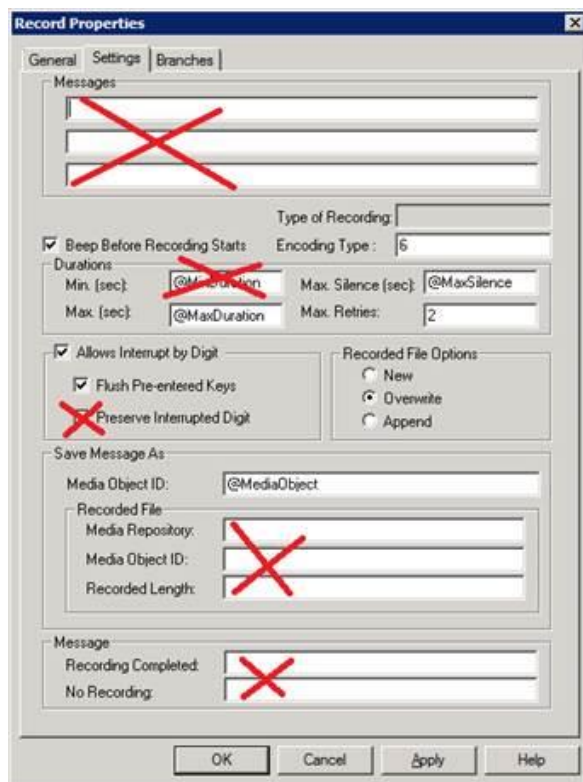 Record Properties
General Settings Branches
Messages
Type of Recording:
Beep Before Recording Starts Encoding Type : 6
Durations
Min. (sec): Max. Silence (sec): @MaxSilence
Max. (sec): @MaxDuration Max. Retries: 2
Allows Interrupt by Digit Recorded File Options
Flush Pre-entered Keys New
Preserve Interrupted Digit Overwrite
Append
Save Message As
Media Object ID: @MediaObject
Recorded File
Media Repository:
Media Object ID:
Recorded Length:
Message
Recording Completed:
No Recording:
OK Cancel Apply Help